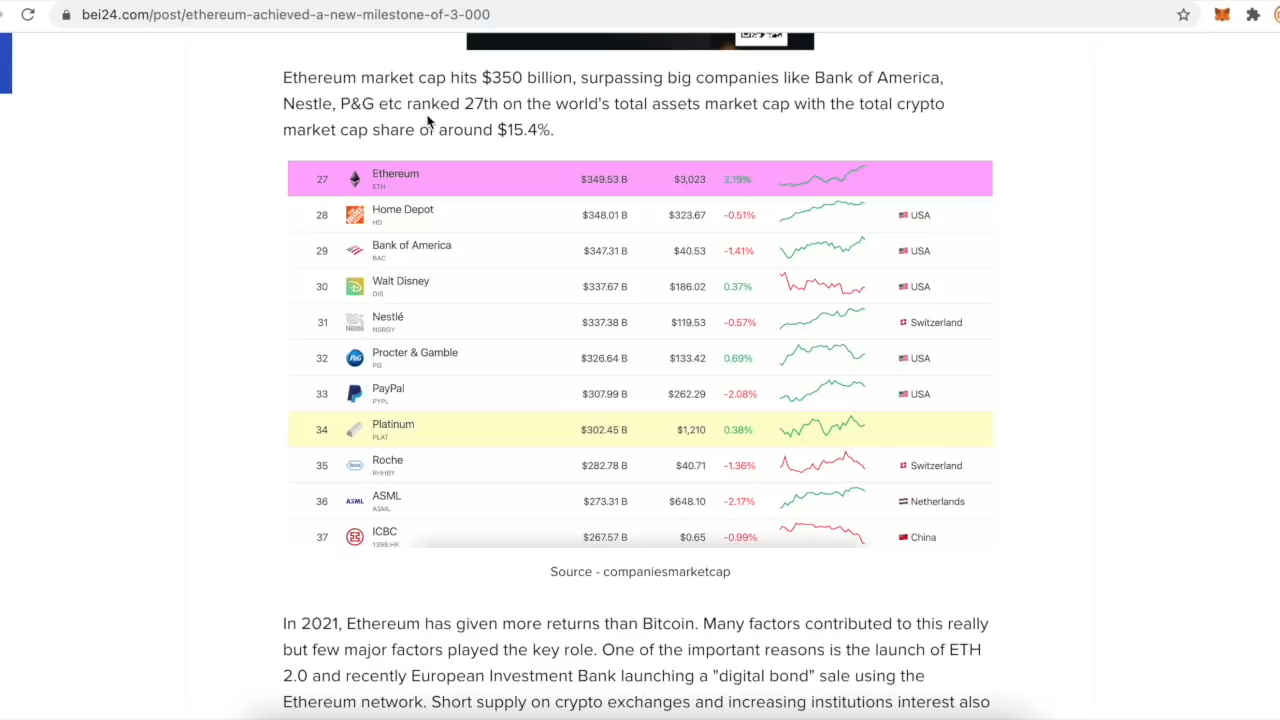 bei24.com/post/ethereum-achieved-a-new-milestone-of-3-000
Ethereum market cap hits $350 billion, surpassing big companies like Bank of America,
Nestle, P&G etc ranked 27th on the world's total assets market cap with the total crypto
market cap share of around $15.4%.
27 Ethereum $349.53 B $3,023 2.19%
ETH
28 Home Depot $348.01 B $323.67 -0.51% USA
HD
29 Bank of America $347.31 B $40.53 -1.41% USA
BAC
30 Walt Disney $337.67 B $186.02 0.37% USA
DIS
31 Nestlé $337.38 B $119.53 -0.57% Switzerland
NSRGY
32 Procter & Gamble $326.64 B $133.42 0.69% USA
PG
33 PayPal $307.99 B $262.29 -2.08% USA
PYPL
34 Platinum $302.45 B $1,210 0.38%
PLAT
35 Roche $282.78 B $40.71 -1.36% Switzerland
RHHBY
36 ASML ASML $273.31 B $648.10 -2.17% Netherlands
ASML
37 ICBC $267.57 B $0.65 -0.99% China
1398.HK
Source - companiesmarketcap
In 2021, Ethereum has given more returns than Bitcoin. Many factors contributed to this really
but few major factors played the key role. One of the important reasons is the launch of ETH
2.0 and recently European Investment Bank launching a "digital bond" sale using the
Ethereum network. Short supply on crypto exchanges and increasing institutions interest also